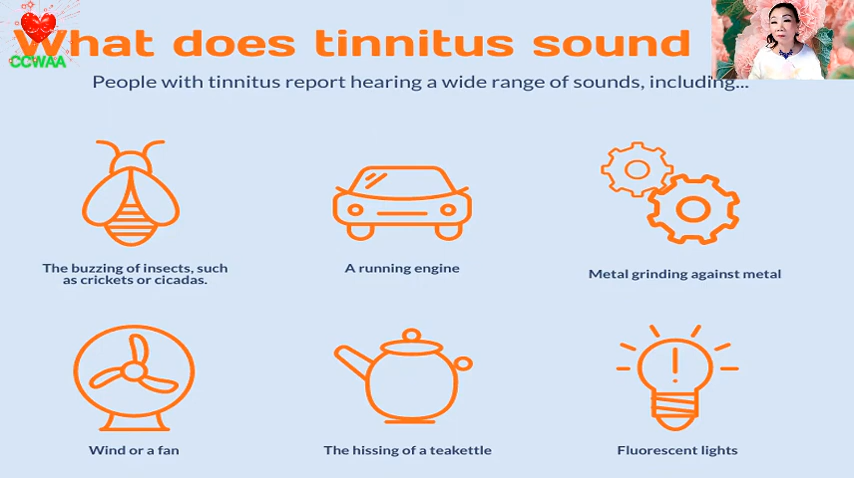 What does tinnitus sound
CCWAA
People with tinnitus report hearing a wide range of sounds, including...
The buzzing of insects, such
as crickets or cicadas.
A running engine
Metal grinding against metal
Wind or a fan
The hissing of a teakettle
Fluorescent lights